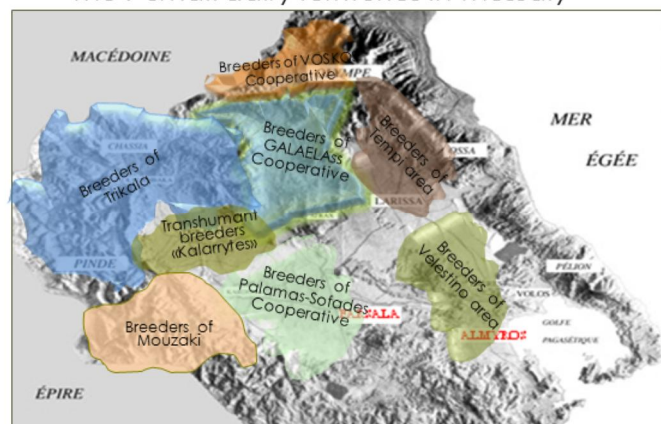 MACÉDOINE
Breeders of VOSKO
Cooperative
MER
ÉGÉE
Breeders of
Trikala
Breeders of
GALAELAss
Cooperative
Breeders of
Tempi area
LARISSA
Transhumant
breeders
«Kalarrytes»
PINDE
Breeders of
Palamas-Sofades
Cooperative
Breeders of
Velestino area
PÉLION
VOLOS
Breeders of
Mouzaki
ALMYROS
GOLFE
PAGASÉTIQUE
ÉPIRE